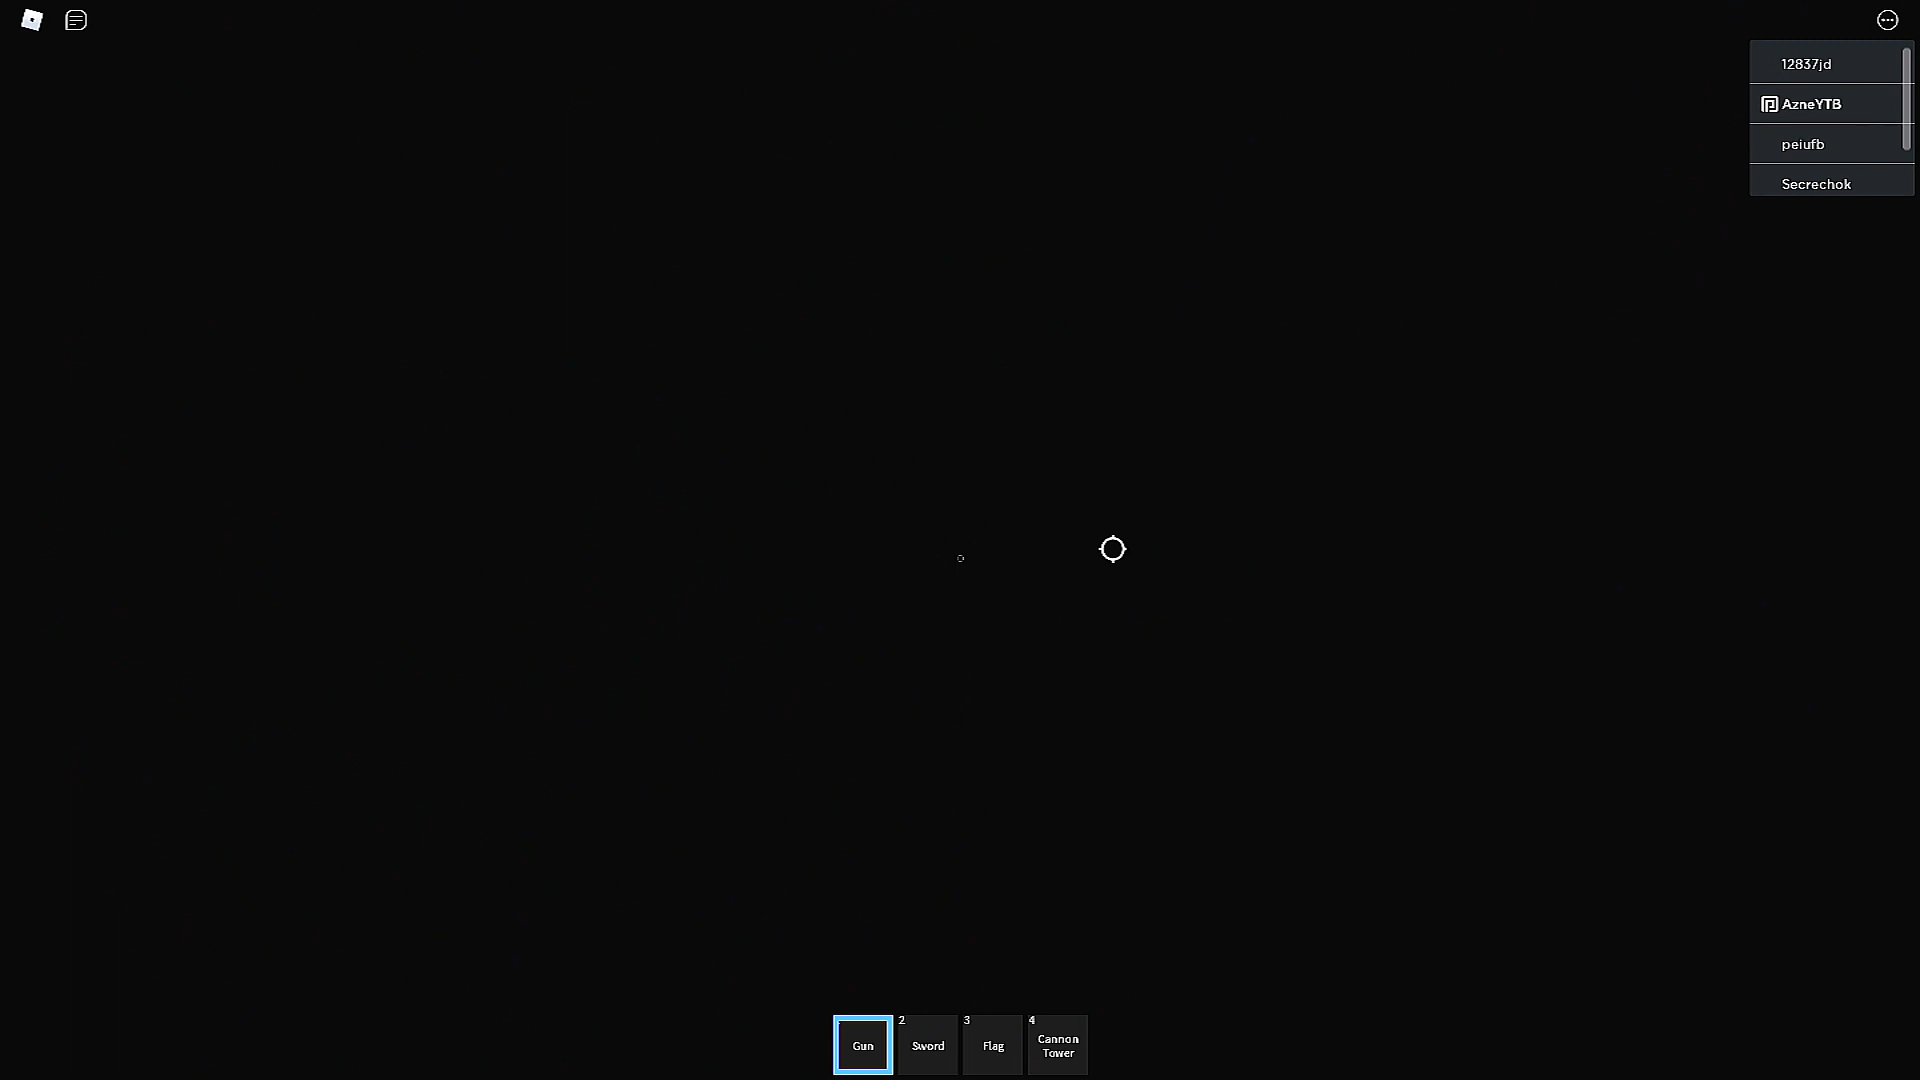 12837jd
AzneYTB
peiufb
Secrechok
Gun
2
Sword
3
Flag
4
Cannon
Tower